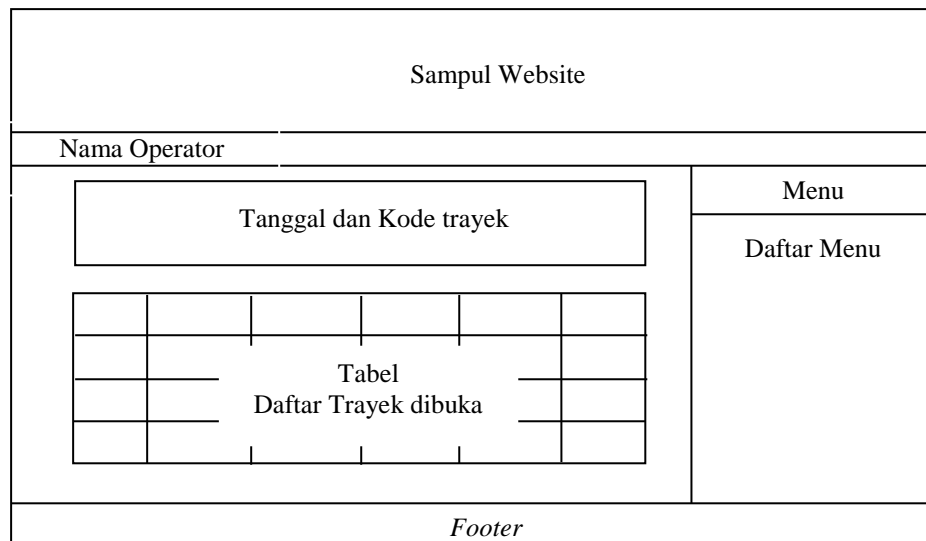 Sampul Website
Nama Operator
Tanggal dan Kode trayek
Menu
Daftar Menu
Tabel
Daftar Trayek dibuka
Footer